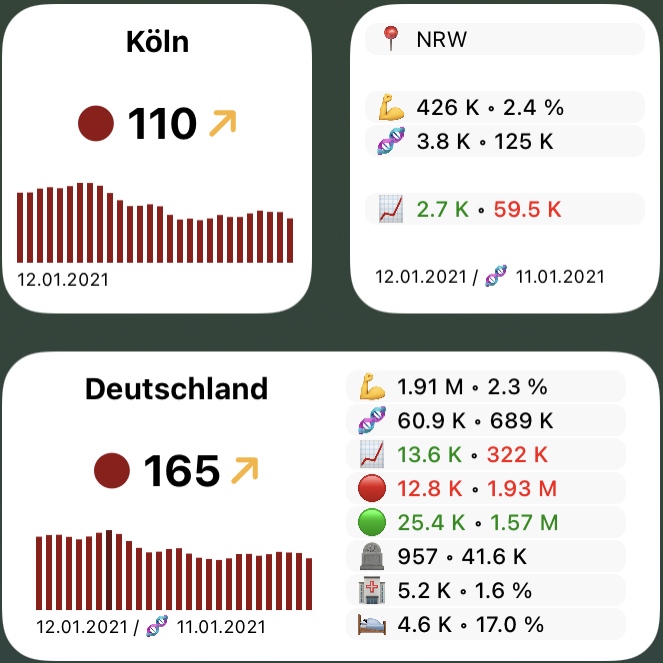 Köln
110
12.01.2021
NRW
426 K • 2.4 %
3.8 K • 125 K
2.7 K • 59.5 K
12.01.2021 / 11.01.2021
Deutschland
165
12.01.2021 / 11.01.2021
1.91 M • 2.3 %
60.9 K • 689 K
13.6 K • 322 K
12.8 K • 1.93 M
25.4 K • 1.57 M
957 • 41.6 K
5.2 K • 1.6 %
4.6 K • 17.0 %